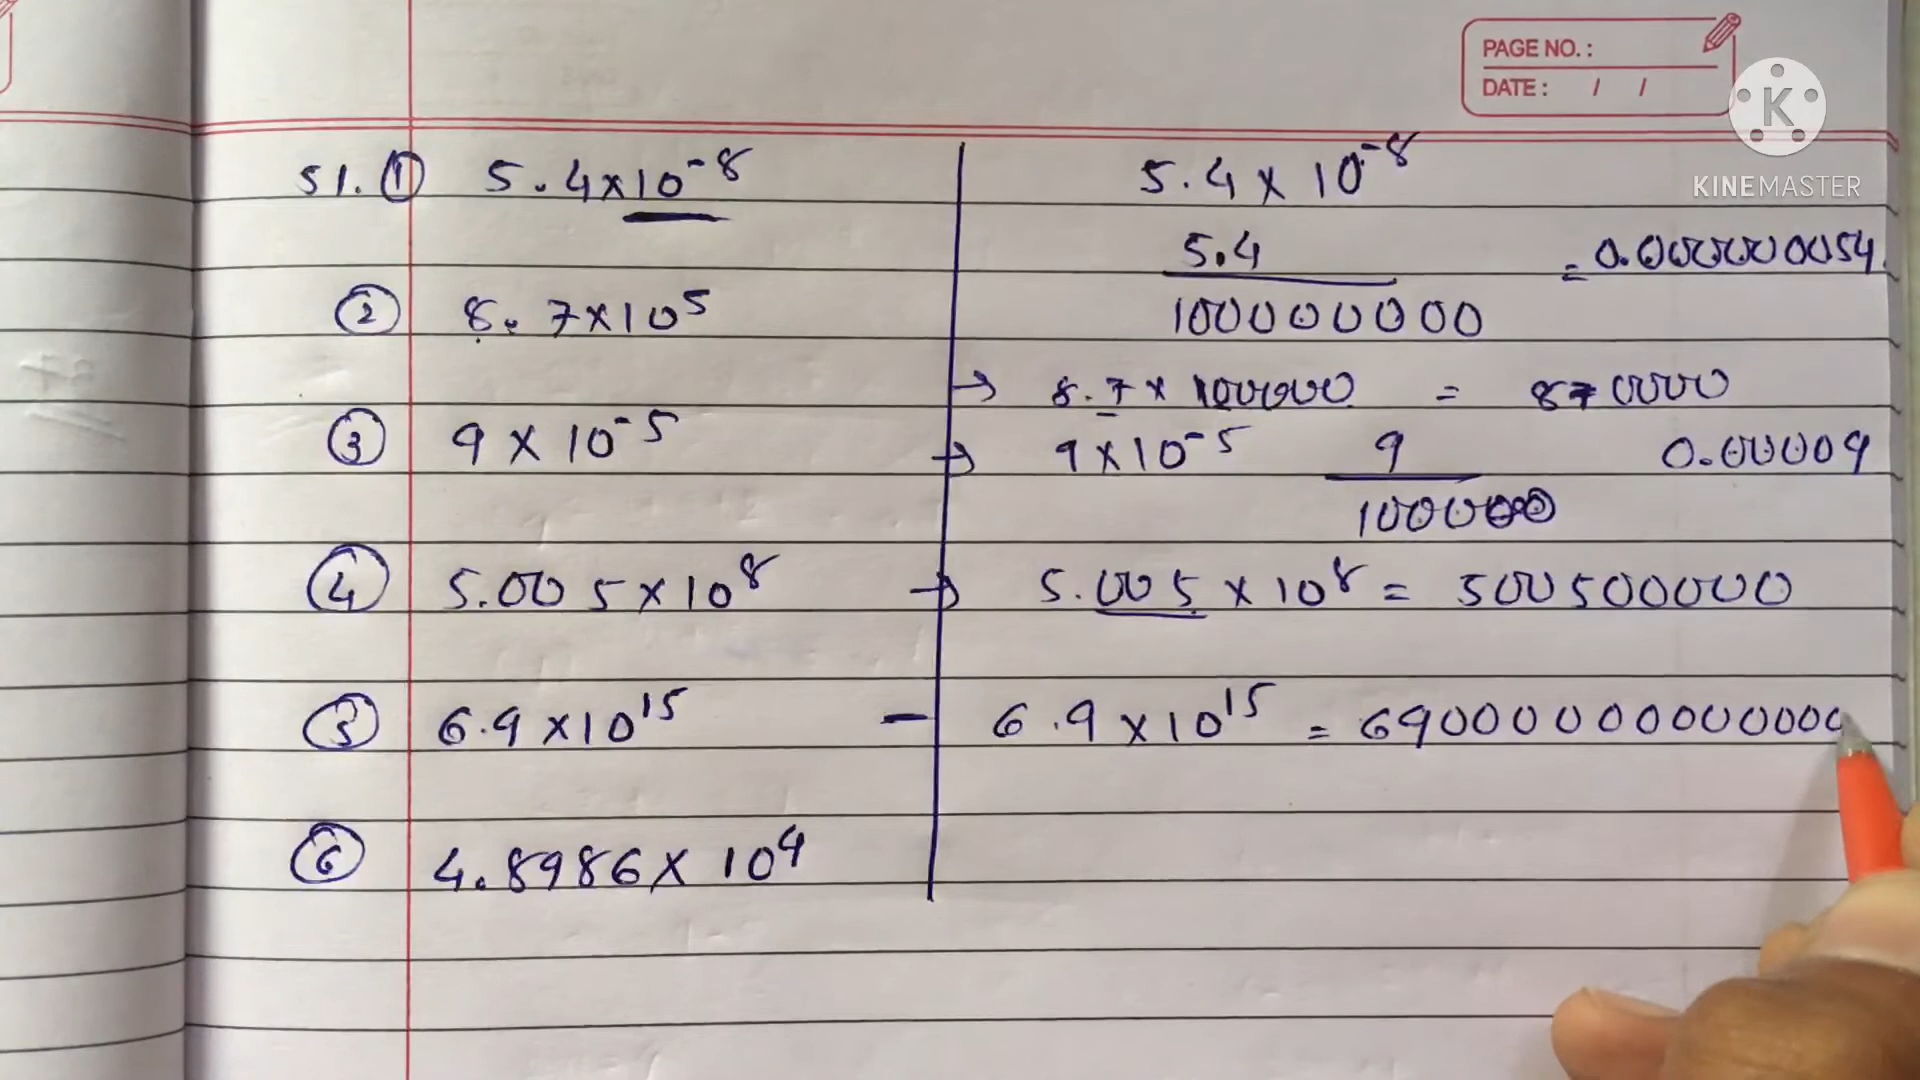 PAGE NO. :
DATE : / /
KINEMASTER
51. ① 5.4×10⁻⁸
5.4 × 10⁻⁸
5.4 = 0.000000054
100000000
② 8.7×10⁵
→ 8.7 × 100000 = 870000
③ 9 × 10⁻⁵ → 9×10⁻⁵ 9 0.00009
100000
④ 5.005×10⁸ → 5.005 × 10⁸ = 500500000
⑤ 6.9×10¹⁵ – 6.9×10¹⁵ = 69000000000000
⑥ 4.8986× 10⁴